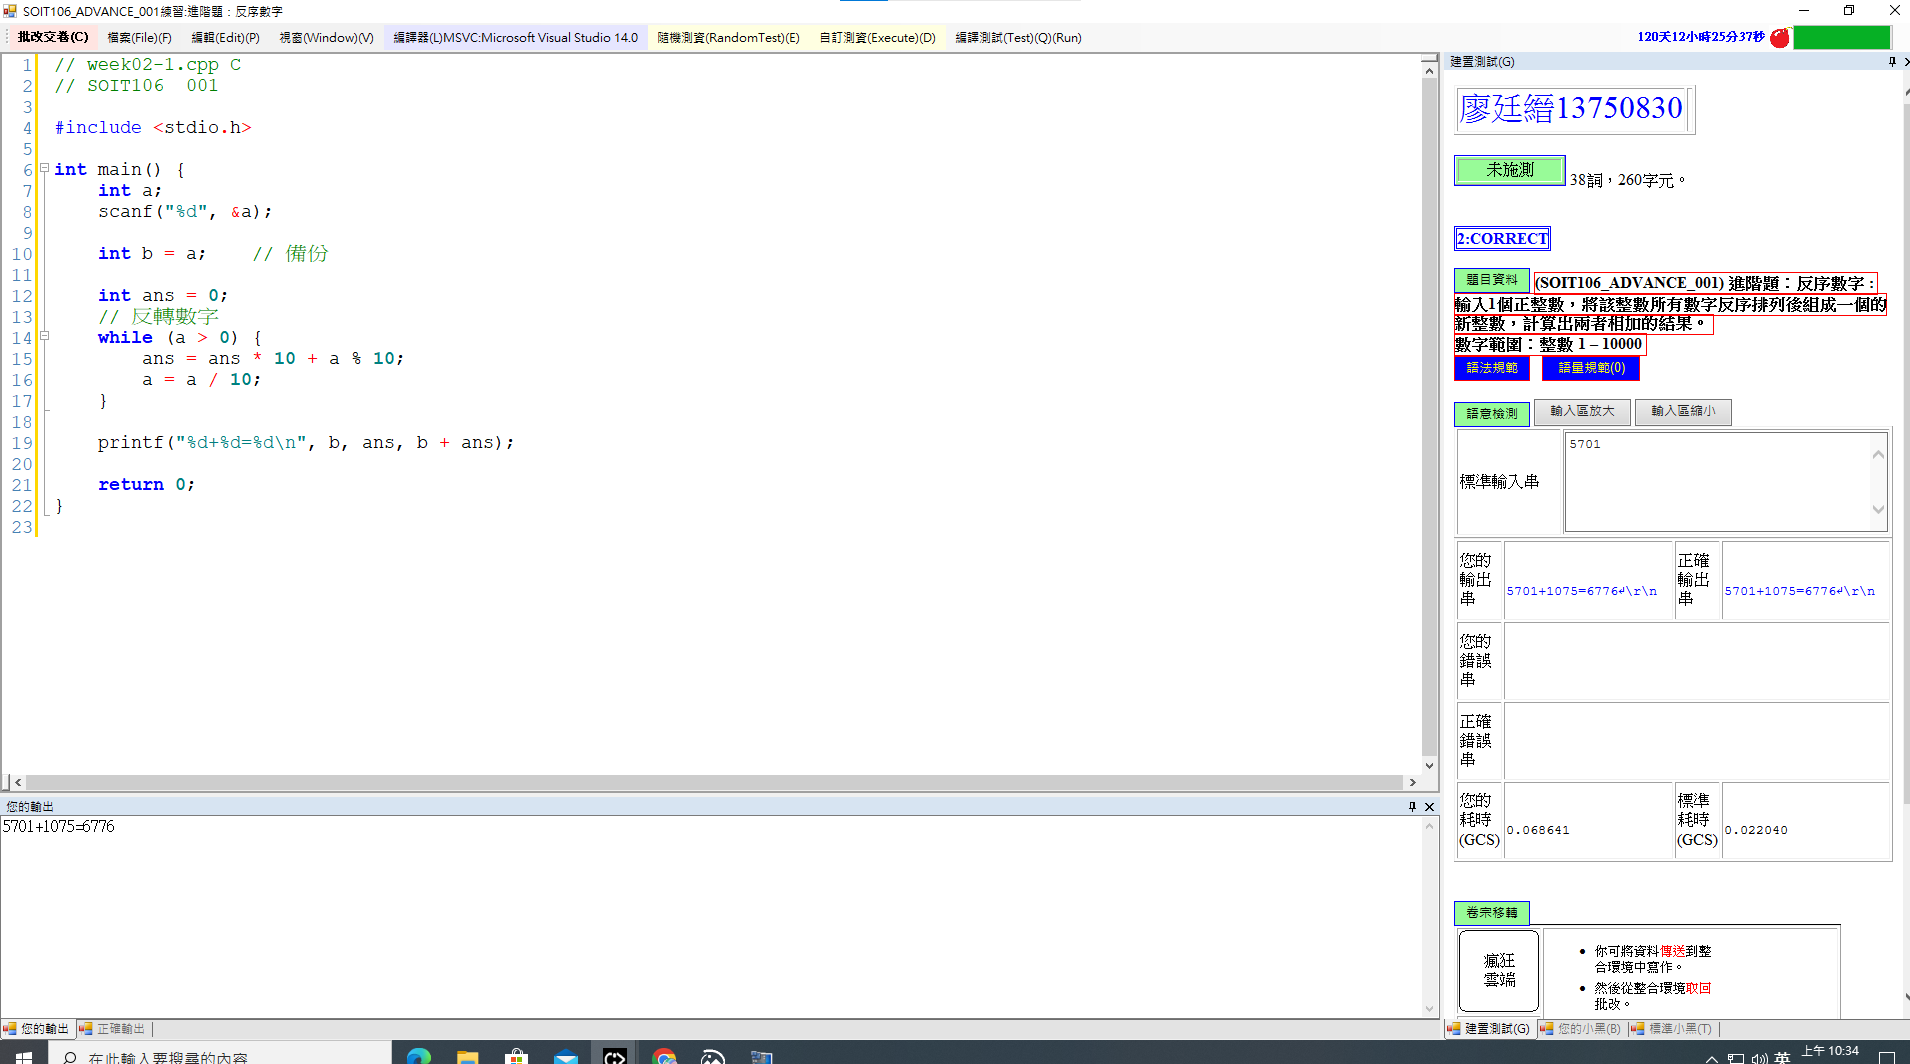 SOIT106_ADVANCE_001練習:進階題：反序數字
批改交卷(C) 檔案(File)(F) 編輯(Edit)(P) 視窗(Window)(V) 編譯器(L)MSVC:Microsoft Visual Studio 14.0 隨機測資(RandomTest)(E) 自訂測資(Execute)(D) 編譯測試(Test)(Q)(Run) 120天12小時25分37秒
1 // week02-1.cpp C
2 // SOIT106  001
3
4 #include <stdio.h>
5
6 int main() {
7     int a;
8     scanf("%d", &a);
9
10     int b = a;    // 備份
11
12     int ans = 0;
13     // 反轉數字
14     while (a > 0) {
15         ans = ans * 10 + a % 10;
16         a = a / 10;
17     }
18
19     printf("%d+%d=%d\n", b, ans, b + ans);
20
21     return 0;
22 }
23
您的輸出
5701+1075=6776
您的輸出 正確輸出
建置測試(G)
廖廷緇13750830
未施測 38詞，260字元。
2:CORRECT
題目資料 (SOIT106_ADVANCE_001) 進階題：反序數字：
輸入1個正整數，將該整數所有數字反序排列後組成一個的
新整數，計算出兩者相加的結果。
數字範圍：整數 1 – 10000
語法規範 語量規範(0)
語意檢測 輸入區放大 輸入區縮小
標準輸入串 5701
您的輸出串 5701+1075=6776↵\r\n 正確輸出串 5701+1075=6776↵\r\n
您的錯誤串
正確錯誤串
您的耗時(GCS) 0.068641 標準耗時(GCS) 0.022040
卷宗移轉
瘋狂
雲端
你可將資料傳送到整
合環境中寫作。
然後從整合環境取回
批改。
建置測試(G) 您的小黑(B) 標準小黑(T)
在此輸入要搜尋的內容
英 上午 10:34